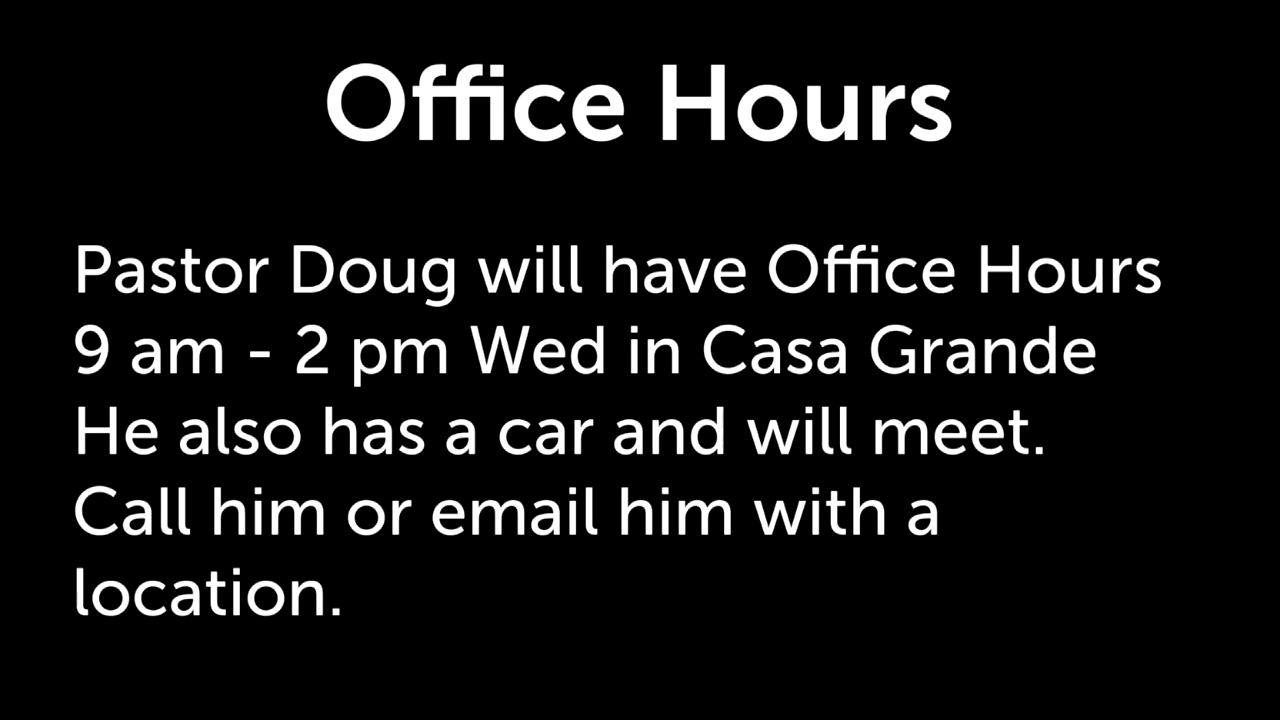 Office Hours
Pastor Doug will have Office Hours
9 am - 2 pm Wed in Casa Grande
He also has a car and will meet.
Call him or email him with a
location.